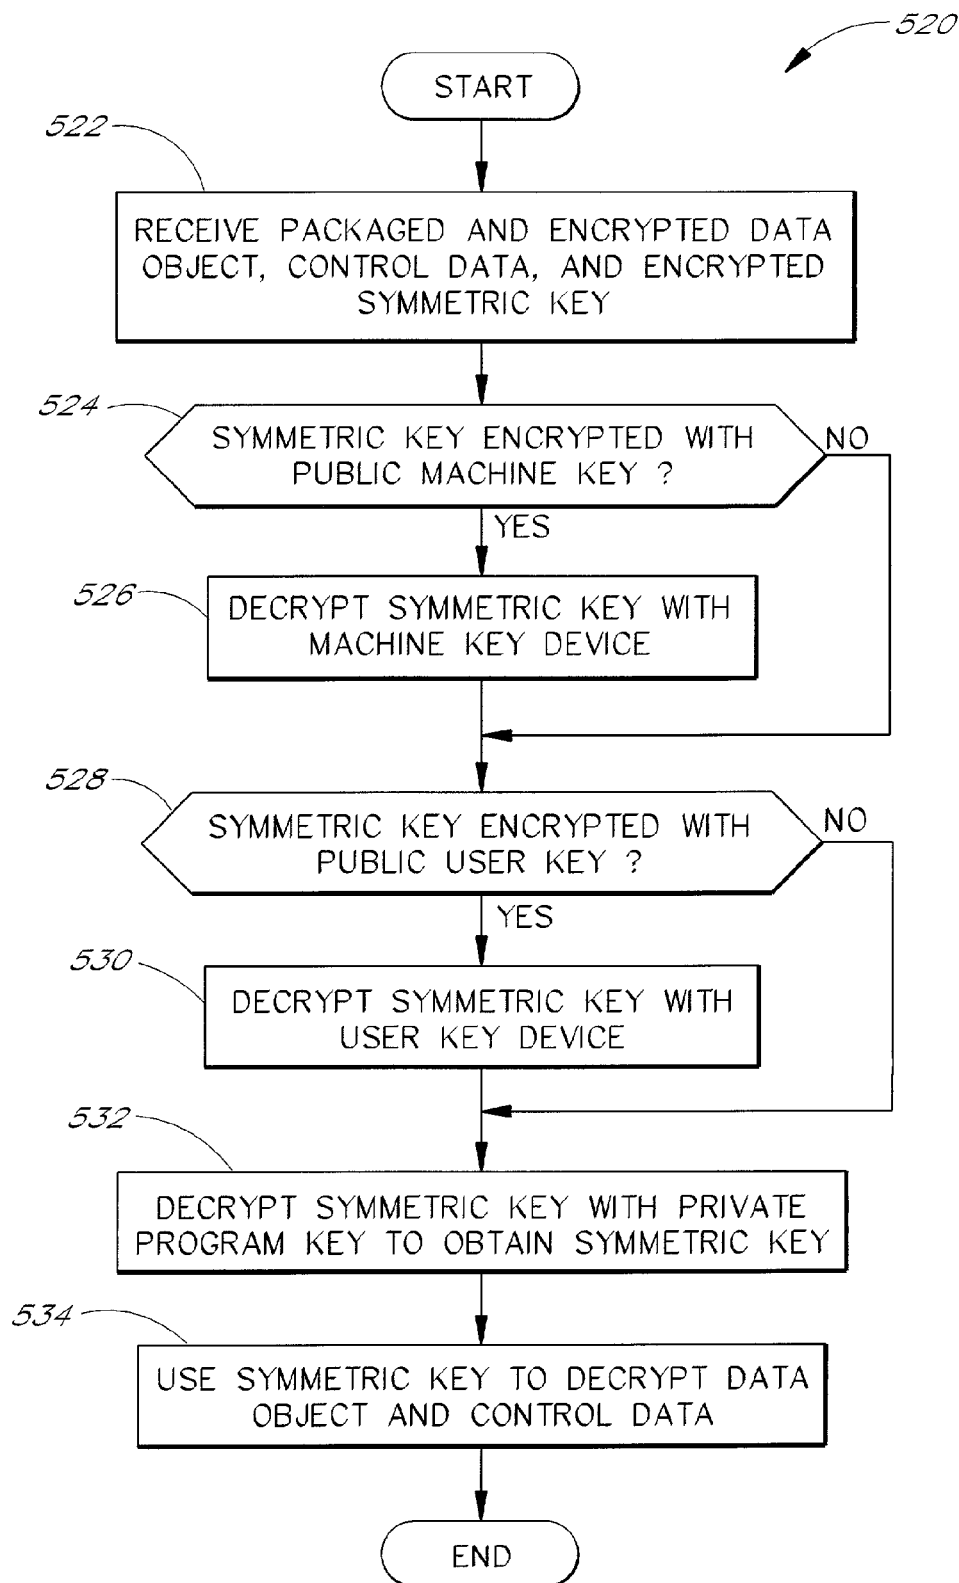 520
START
522
RECEIVE PACKAGED AND ENCRYPTED DATA
OBJECT, CONTROL DATA, AND ENCRYPTED
SYMMETRIC KEY
524
SYMMETRIC KEY ENCRYPTED WITH
PUBLIC MACHINE KEY ?
NO
YES
526
DECRYPT SYMMETRIC KEY WITH
MACHINE KEY DEVICE
528
SYMMETRIC KEY ENCRYPTED WITH
PUBLIC USER KEY ?
NO
YES
530
DECRYPT SYMMETRIC KEY WITH
USER KEY DEVICE
532
DECRYPT SYMMETRIC KEY WITH PRIVATE
PROGRAM KEY TO OBTAIN SYMMETRIC KEY
534
USE SYMMETRIC KEY TO DECRYPT DATA
OBJECT AND CONTROL DATA
END